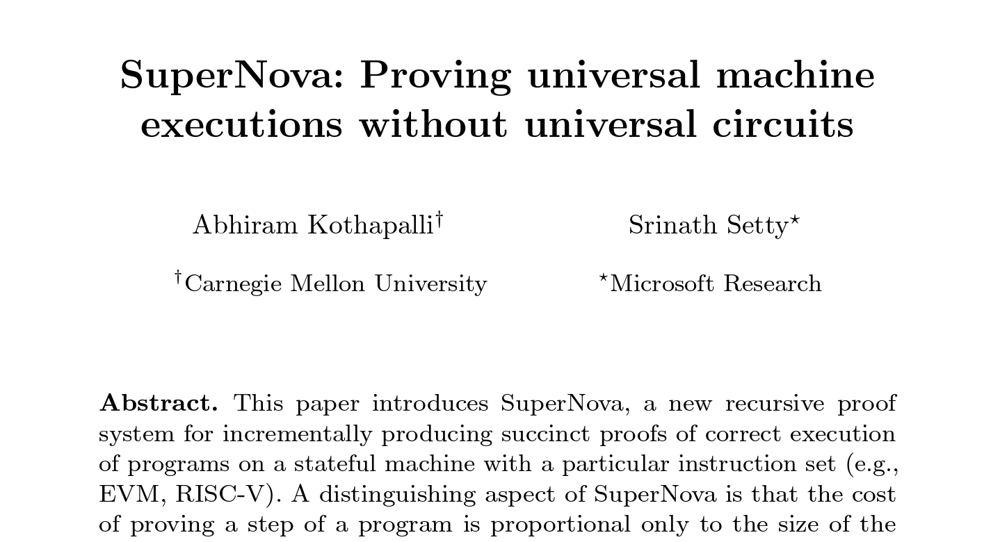 SuperNova: Proving universal machine
executions without universal circuits
Abhiram Kothapalli† Srinath Setty⋆
†Carnegie Mellon University ⋆Microsoft Research
Abstract. This paper introduces SuperNova, a new recursive proof
system for incrementally producing succinct proofs of correct execution
of programs on a stateful machine with a particular instruction set (e.g.,
EVM, RISC-V). A distinguishing aspect of SuperNova is that the cost
of proving a step of a program is proportional only to the size of the